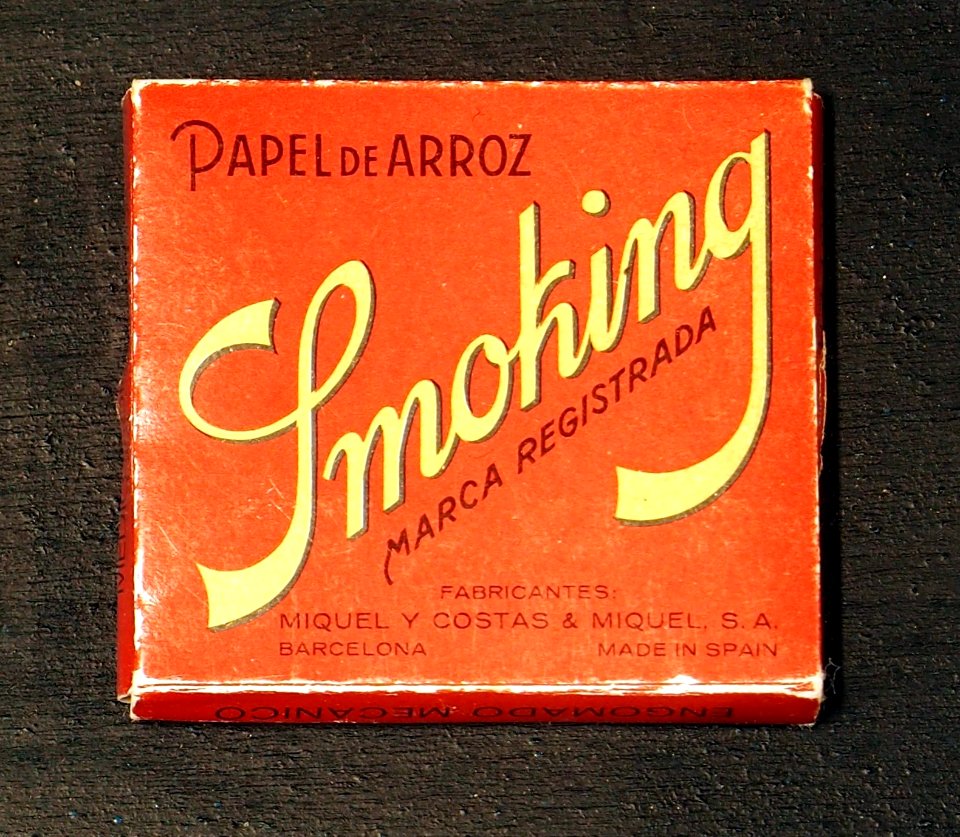 PAPEL DE ARROZ
Smoking
MARCA REGISTRADA
FABRICANTES:
MIQUEL Y COSTAS & MIQUEL, S. A.
BARCELONA MADE IN SPAIN
ENGOMADO MECANICO